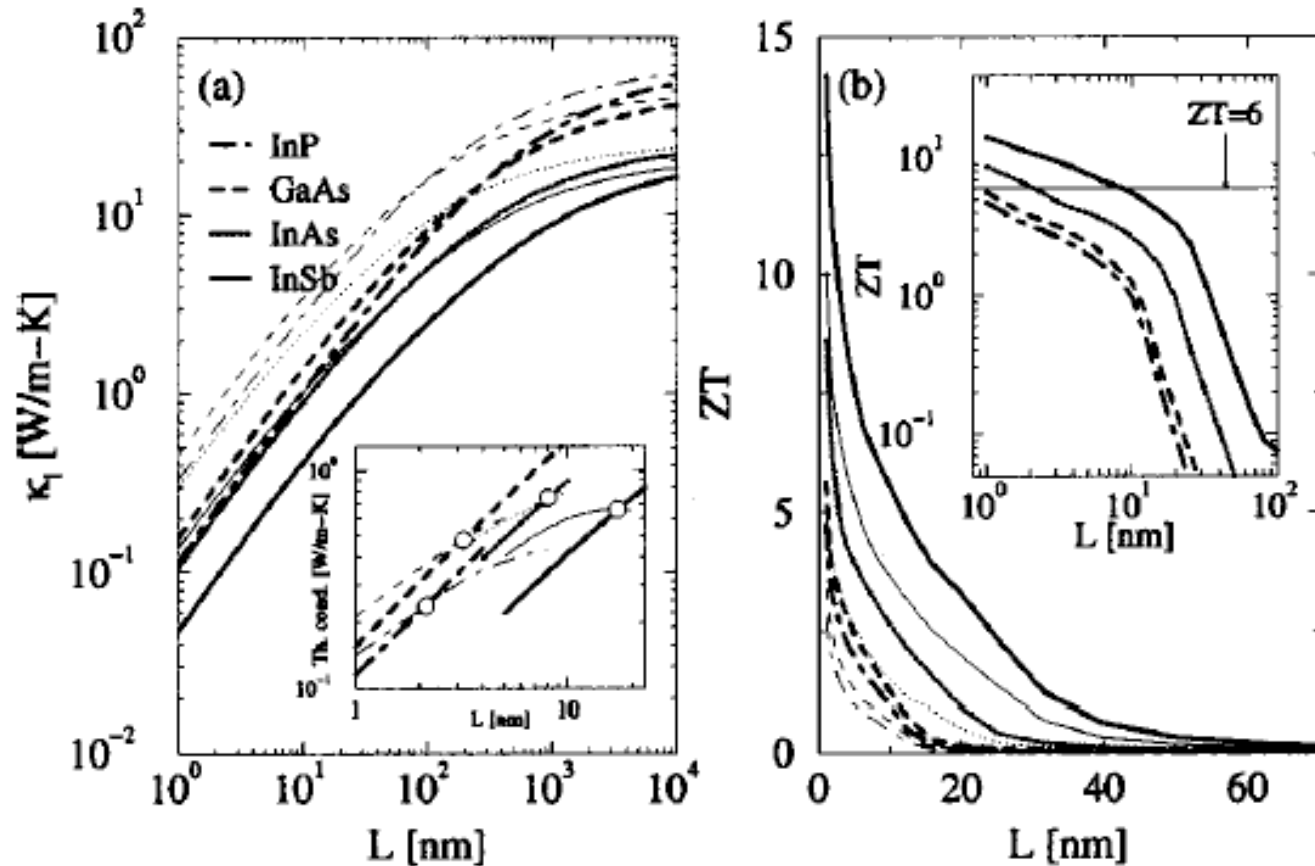 (a)
InP
GaAs
InAs
InSb
κ_l [W/m-K]
10^2
10^1
10^0
10^-1
10^-2
10^0
10^1
10^2
10^3
10^4
L [nm]
Th. cond. [W/m-K]
10^0
10^-1
1
10
L [nm]
(b)
ZT
15
10
5
0
0
20
40
60
L [nm]
ZT=6
ZT
10^1
10^0
10^-1
10^0
10^1
10^2
L [nm]